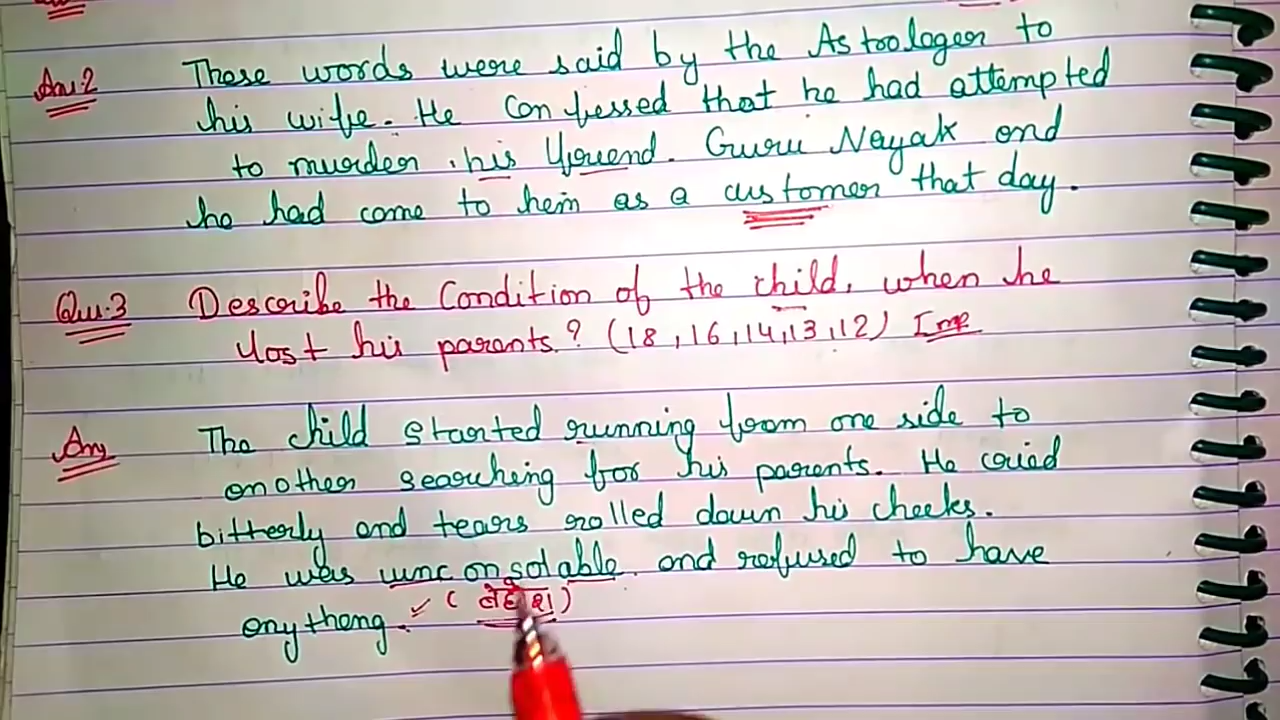 Ans.2 These words were said by the Astrologer to
his wife. He Confessed that he had attempted
to murder his friend. Guru Nayak and
he had come to him as a customer that day.
Qu.3 Describe the Condition of the child, when he
lost his parents? (18, 16, 14, 13, 12) Imp
Ans The child started running from one side to
another searching for his parents. He cried
bitterly and tears rolled down his cheeks.
He was unconsolable and refused to have
anything. ✓ (